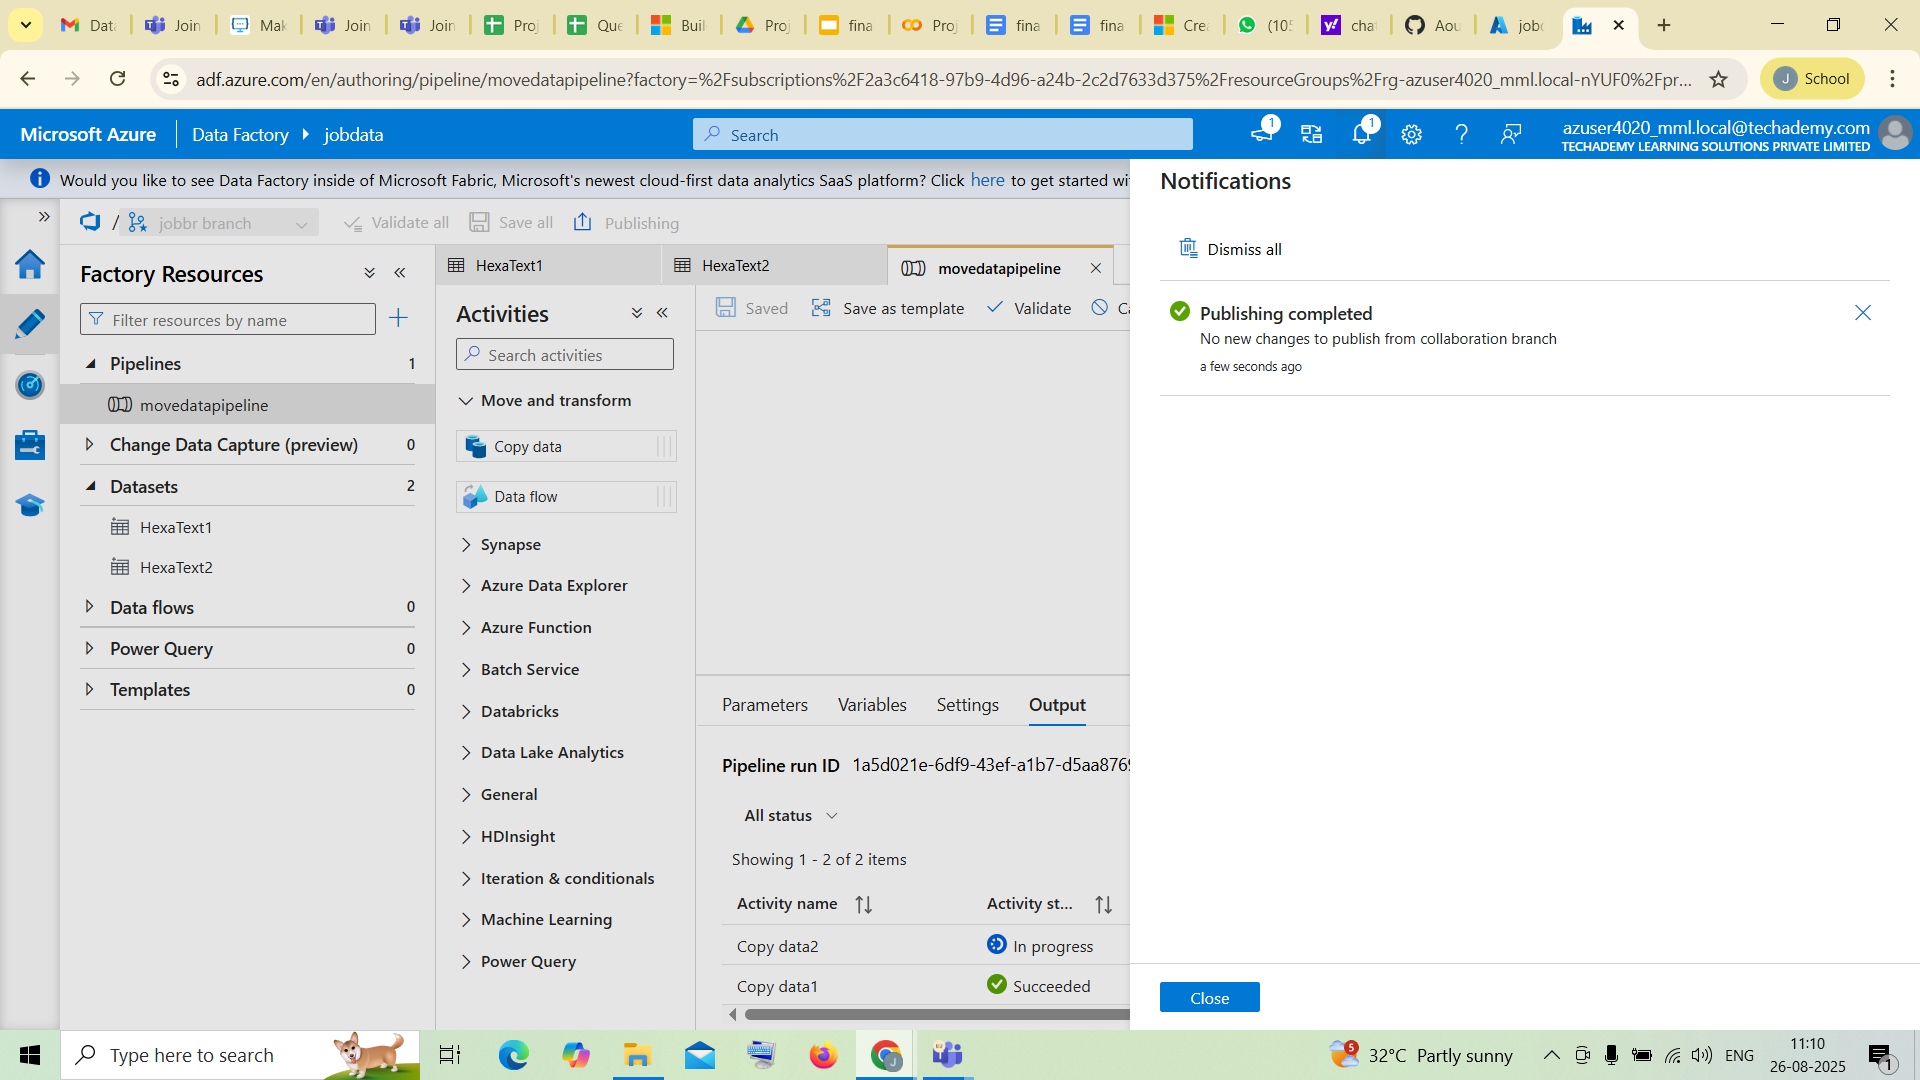 Data
Join
Mak
Join
Join
Proj
Que
Buil
Proj
fina
Proj
fina
fina
Crea
(105
chat
Aou
jobd
adf.azure.com/en/authoring/pipeline/movedatapipeline?factory=%2Fsubscriptions%2F2a3c6418-97b9-4d96-a24b-2c2d7633d375%2FresourceGroups%2Frg-azuser4020_mml.local-nYUF0%2Fpr...
J School
Microsoft Azure
Data Factory
jobdata
Search
1
1
azuser4020_mml.local@techademy.com
TECHADEMY LEARNING SOLUTIONS PRIVATE LIMITED
Would you like to see Data Factory inside of Microsoft Fabric, Microsoft's newest cloud-first data analytics SaaS platform? Click here to get started wi
Notifications
/ jobbr branch
Validate all
Save all
Publishing
Dismiss all
Factory Resources
HexaText1
HexaText2
movedatapipeline
Filter resources by name
Activities
Saved
Save as template
Validate
Publishing completed
No new changes to publish from collaboration branch
a few seconds ago
Search activities
Pipelines 1
movedatapipeline
Change Data Capture (preview) 0
Datasets 2
HexaText1
HexaText2
Data flows 0
Power Query 0
Templates 0
Move and transform
Copy data
Data flow
Synapse
Azure Data Explorer
Azure Function
Batch Service
Databricks
Data Lake Analytics
General
HDInsight
Iteration & conditionals
Machine Learning
Power Query
Parameters
Variables
Settings
Output
Pipeline run ID 1a5d021e-6df9-43ef-a1b7-d5aa876
All status
Showing 1 - 2 of 2 items
Activity name
Activity st...
Copy data2
In progress
Copy data1
Succeeded
Close
Type here to search
5
32°C Partly sunny
ENG
11:10
26-08-2025
1